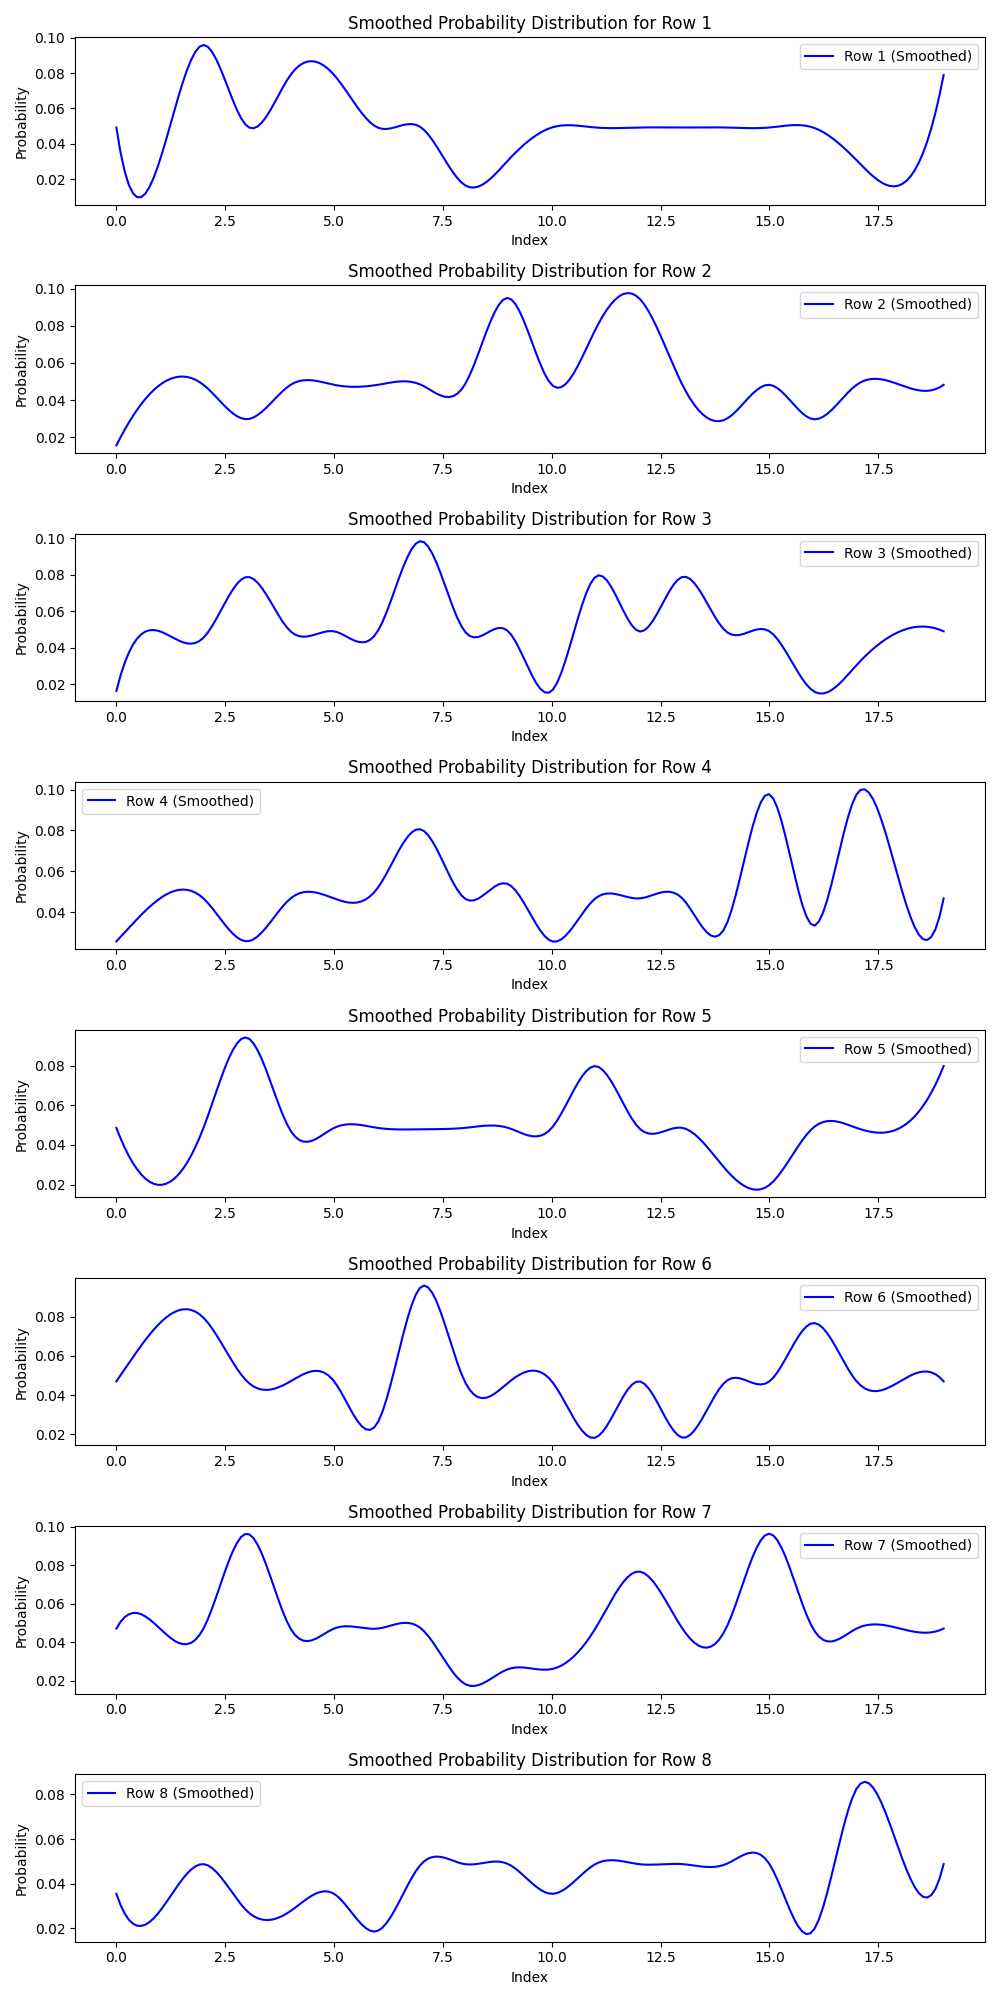 Smoothed Probability Distribution for Row 1
Row 1 (Smoothed)
Probability
0.10
0.08
0.06
0.04
0.02
0.0 2.5 5.0 7.5 10.0 12.5 15.0 17.5
Index
Smoothed Probability Distribution for Row 2
Row 2 (Smoothed)
Probability
0.10
0.08
0.06
0.04
0.02
0.0 2.5 5.0 7.5 10.0 12.5 15.0 17.5
Index
Smoothed Probability Distribution for Row 3
Row 3 (Smoothed)
Probability
0.10
0.08
0.06
0.04
0.02
0.0 2.5 5.0 7.5 10.0 12.5 15.0 17.5
Index
Smoothed Probability Distribution for Row 4
Row 4 (Smoothed)
Probability
0.10
0.08
0.06
0.04
0.0 2.5 5.0 7.5 10.0 12.5 15.0 17.5
Index
Smoothed Probability Distribution for Row 5
Row 5 (Smoothed)
Probability
0.08
0.06
0.04
0.02
0.0 2.5 5.0 7.5 10.0 12.5 15.0 17.5
Index
Smoothed Probability Distribution for Row 6
Row 6 (Smoothed)
Probability
0.08
0.06
0.04
0.02
0.0 2.5 5.0 7.5 10.0 12.5 15.0 17.5
Index
Smoothed Probability Distribution for Row 7
Row 7 (Smoothed)
Probability
0.10
0.08
0.06
0.04
0.02
0.0 2.5 5.0 7.5 10.0 12.5 15.0 17.5
Index
Smoothed Probability Distribution for Row 8
Row 8 (Smoothed)
Probability
0.08
0.06
0.04
0.02
0.0 2.5 5.0 7.5 10.0 12.5 15.0 17.5
Index